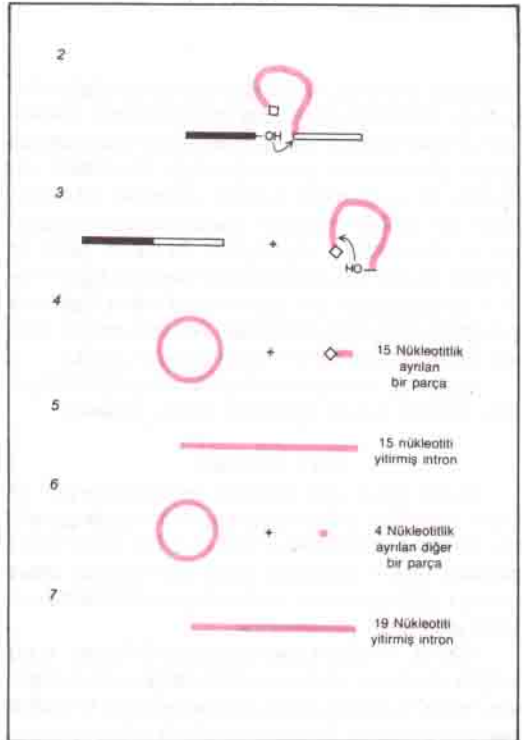 2
OH
3
+
HO
4
+
15 Nükleotitlik
ayrılan
bir parça
5
15 nükleotiti
yitirmiş intron
6
+
4 Nükleotitlik
ayrılan diğer
bir parça
7
19 Nükleotiti
yitirmiş intron